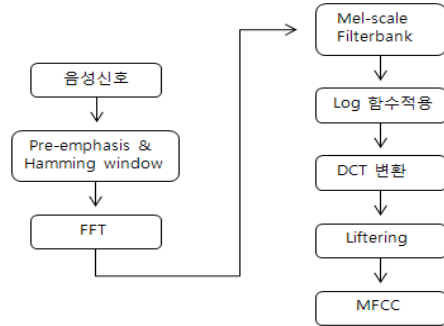 음성신호
Pre-emphasis &
Hamming window
FFT
Mel-scale
Filterbank
Log 함수적용
DCT 변환
Liftering
MFCC